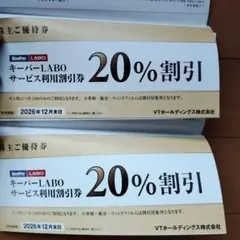 株主ご優待券
KeePer LABO
キーパーLABO
サービス利用割引券
20%割引
2026年12月末日
VTホールディングス株式会社
株主ご優待券
KeePer LABO
キーパーLABO
サービス利用割引券
20%割引
2026年12月末日
VTホールディングス株式会社